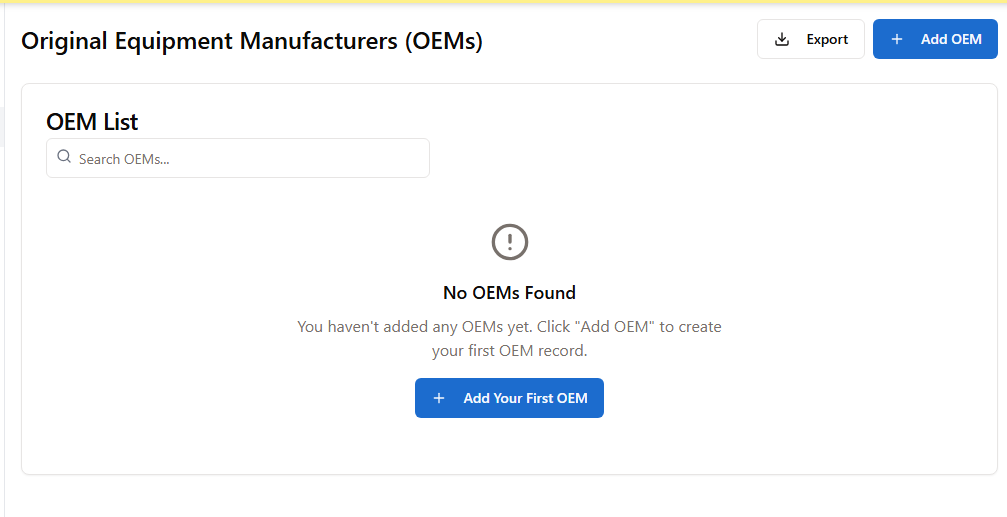 Original Equipment Manufacturers (OEMs)
Export
Add OEM
OEM List
Search OEMs...
No OEMs Found
You haven't added any OEMs yet. Click "Add OEM" to create
your first OEM record.
Add Your First OEM